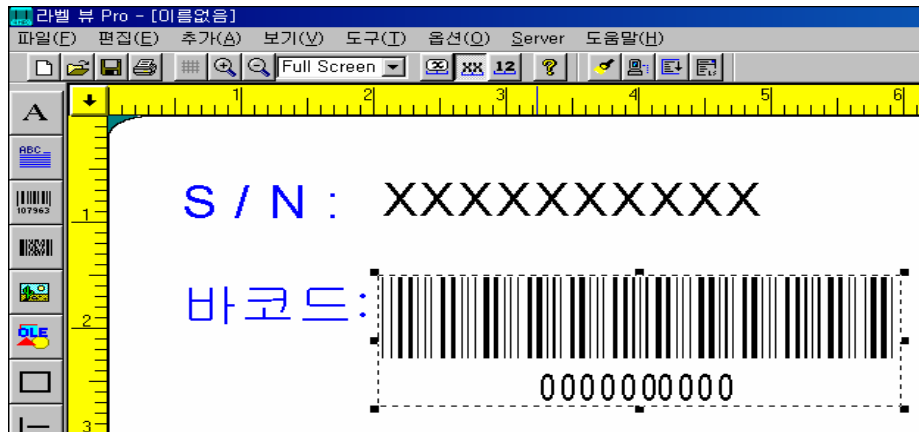 라벨 뷰 Pro - [이름없음]
파일(F) 편집(E) 추가(A) 보기(V) 도구(T) 옵션(O) Server 도움말(H)
Full Screen XX 12 ?
1 2 3 4 5 6
A
ABC
107963
1
S / N : XXXXXXXXXX
바코드:
2
OLE
0000000000
3